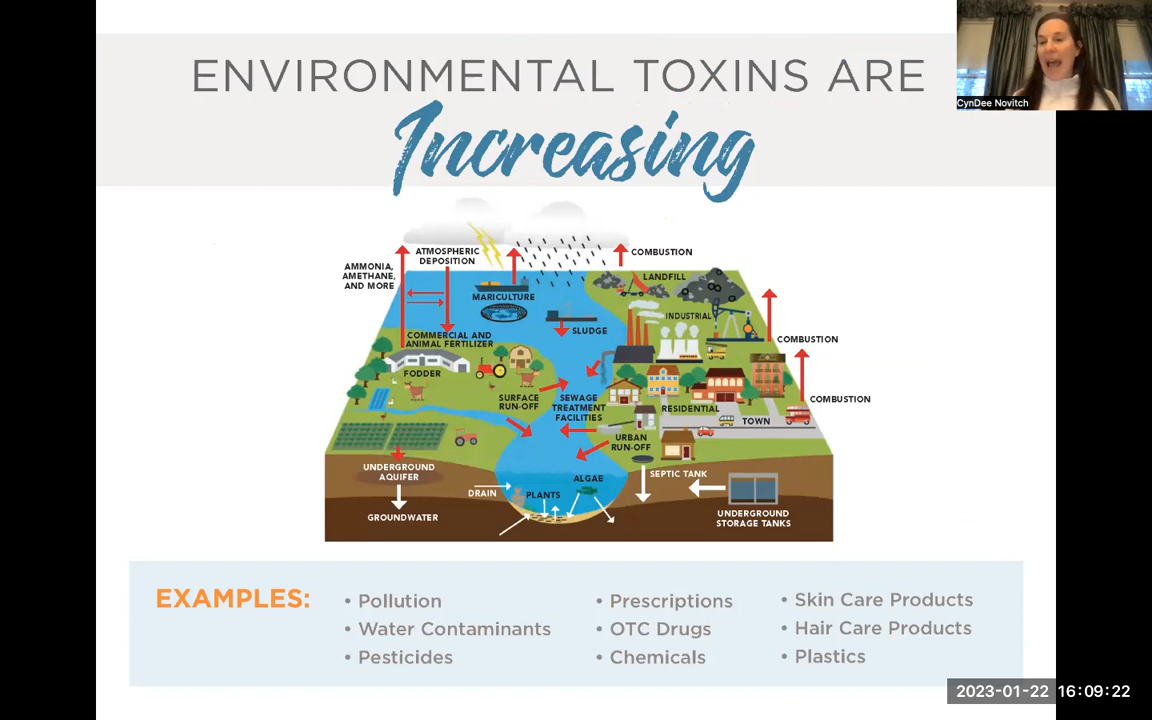 ENVIRONMENTAL TOXINS ARE
Increasing
CynDee Novitch
AMMONIA,
AMETHANE,
AND MORE
ATMOSPHERIC
DEPOSITION
COMBUSTION
LANDFILL
MARICULTURE
SLUDGE
INDUSTRIAL
COMMERCIAL AND
ANIMAL FERTILIZER
COMBUSTION
FODDER
SURFACE
RUN-OFF
SEWAGE
TREATMENT
FACILITIES
RESIDENTIAL
TOWN
COMBUSTION
URBAN
RUN-OFF
UNDERGROUND
AQUIFER
GROUNDWATER
DRAIN
PLANTS
ALGAE
SEPTIC TANK
UNDERGROUND
STORAGE TANKS
EXAMPLES:
• Pollution
• Water Contaminants
• Pesticides
• Prescriptions
• OTC Drugs
• Chemicals
• Skin Care Products
• Hair Care Products
• Plastics
2023-01-22 16:09:22